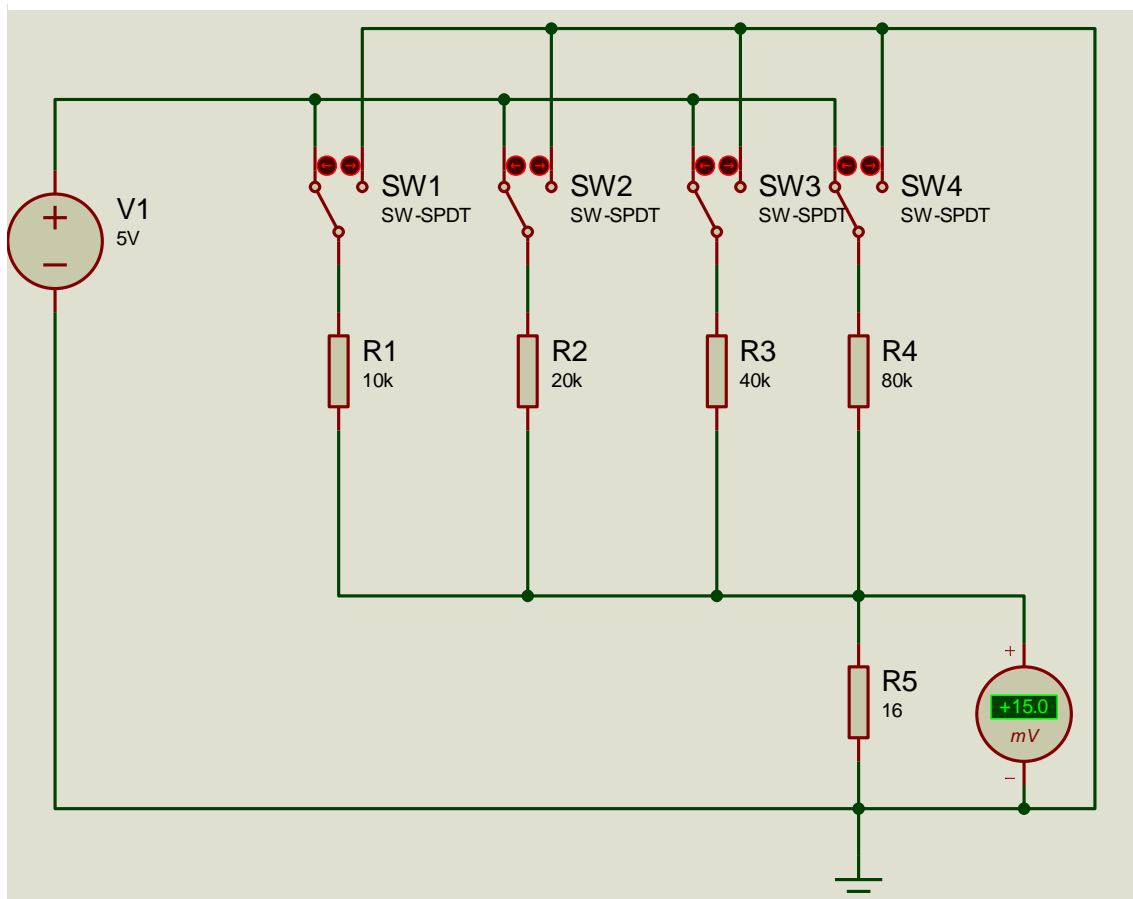 SW1
SW-SPDT
SW2
SW-SPDT
SW3
SW-SPDT
SW4
SW-SPDT
V1
5V
+
−
R1
10k
R2
20k
R3
40k
R4
80k
R5
16
+
+15.0
mV
−